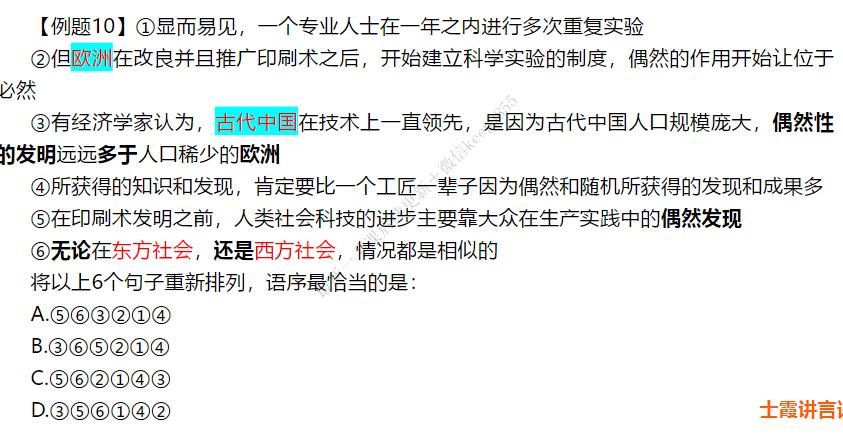 【例题10】①显而易见，一个专业人士在一年之内进行多次重复实验
②但欧洲在改良并且推广印刷术之后，开始建立科学实验的制度，偶然的作用开始让位于
必然
③有经济学家认为，古代中国在技术上一直领先，是因为古代中国人口规模庞大，偶然性
的发明远远多于人口稀少的欧洲
④所获得的知识和发现，肯定要比一个工匠一辈子因为偶然和随机所获得的发现和成果多
⑤在印刷术发明之前，人类社会科技的进步主要靠大众在生产实践中的偶然发现
⑥无论在东方社会，还是西方社会，情况都是相似的
将以上6个句子重新排列，语序最恰当的是：
A.⑤⑥③②①④
B.③⑥⑤②①④
C.⑤⑥②①④③
D.③⑤⑥①④②
士霞讲言